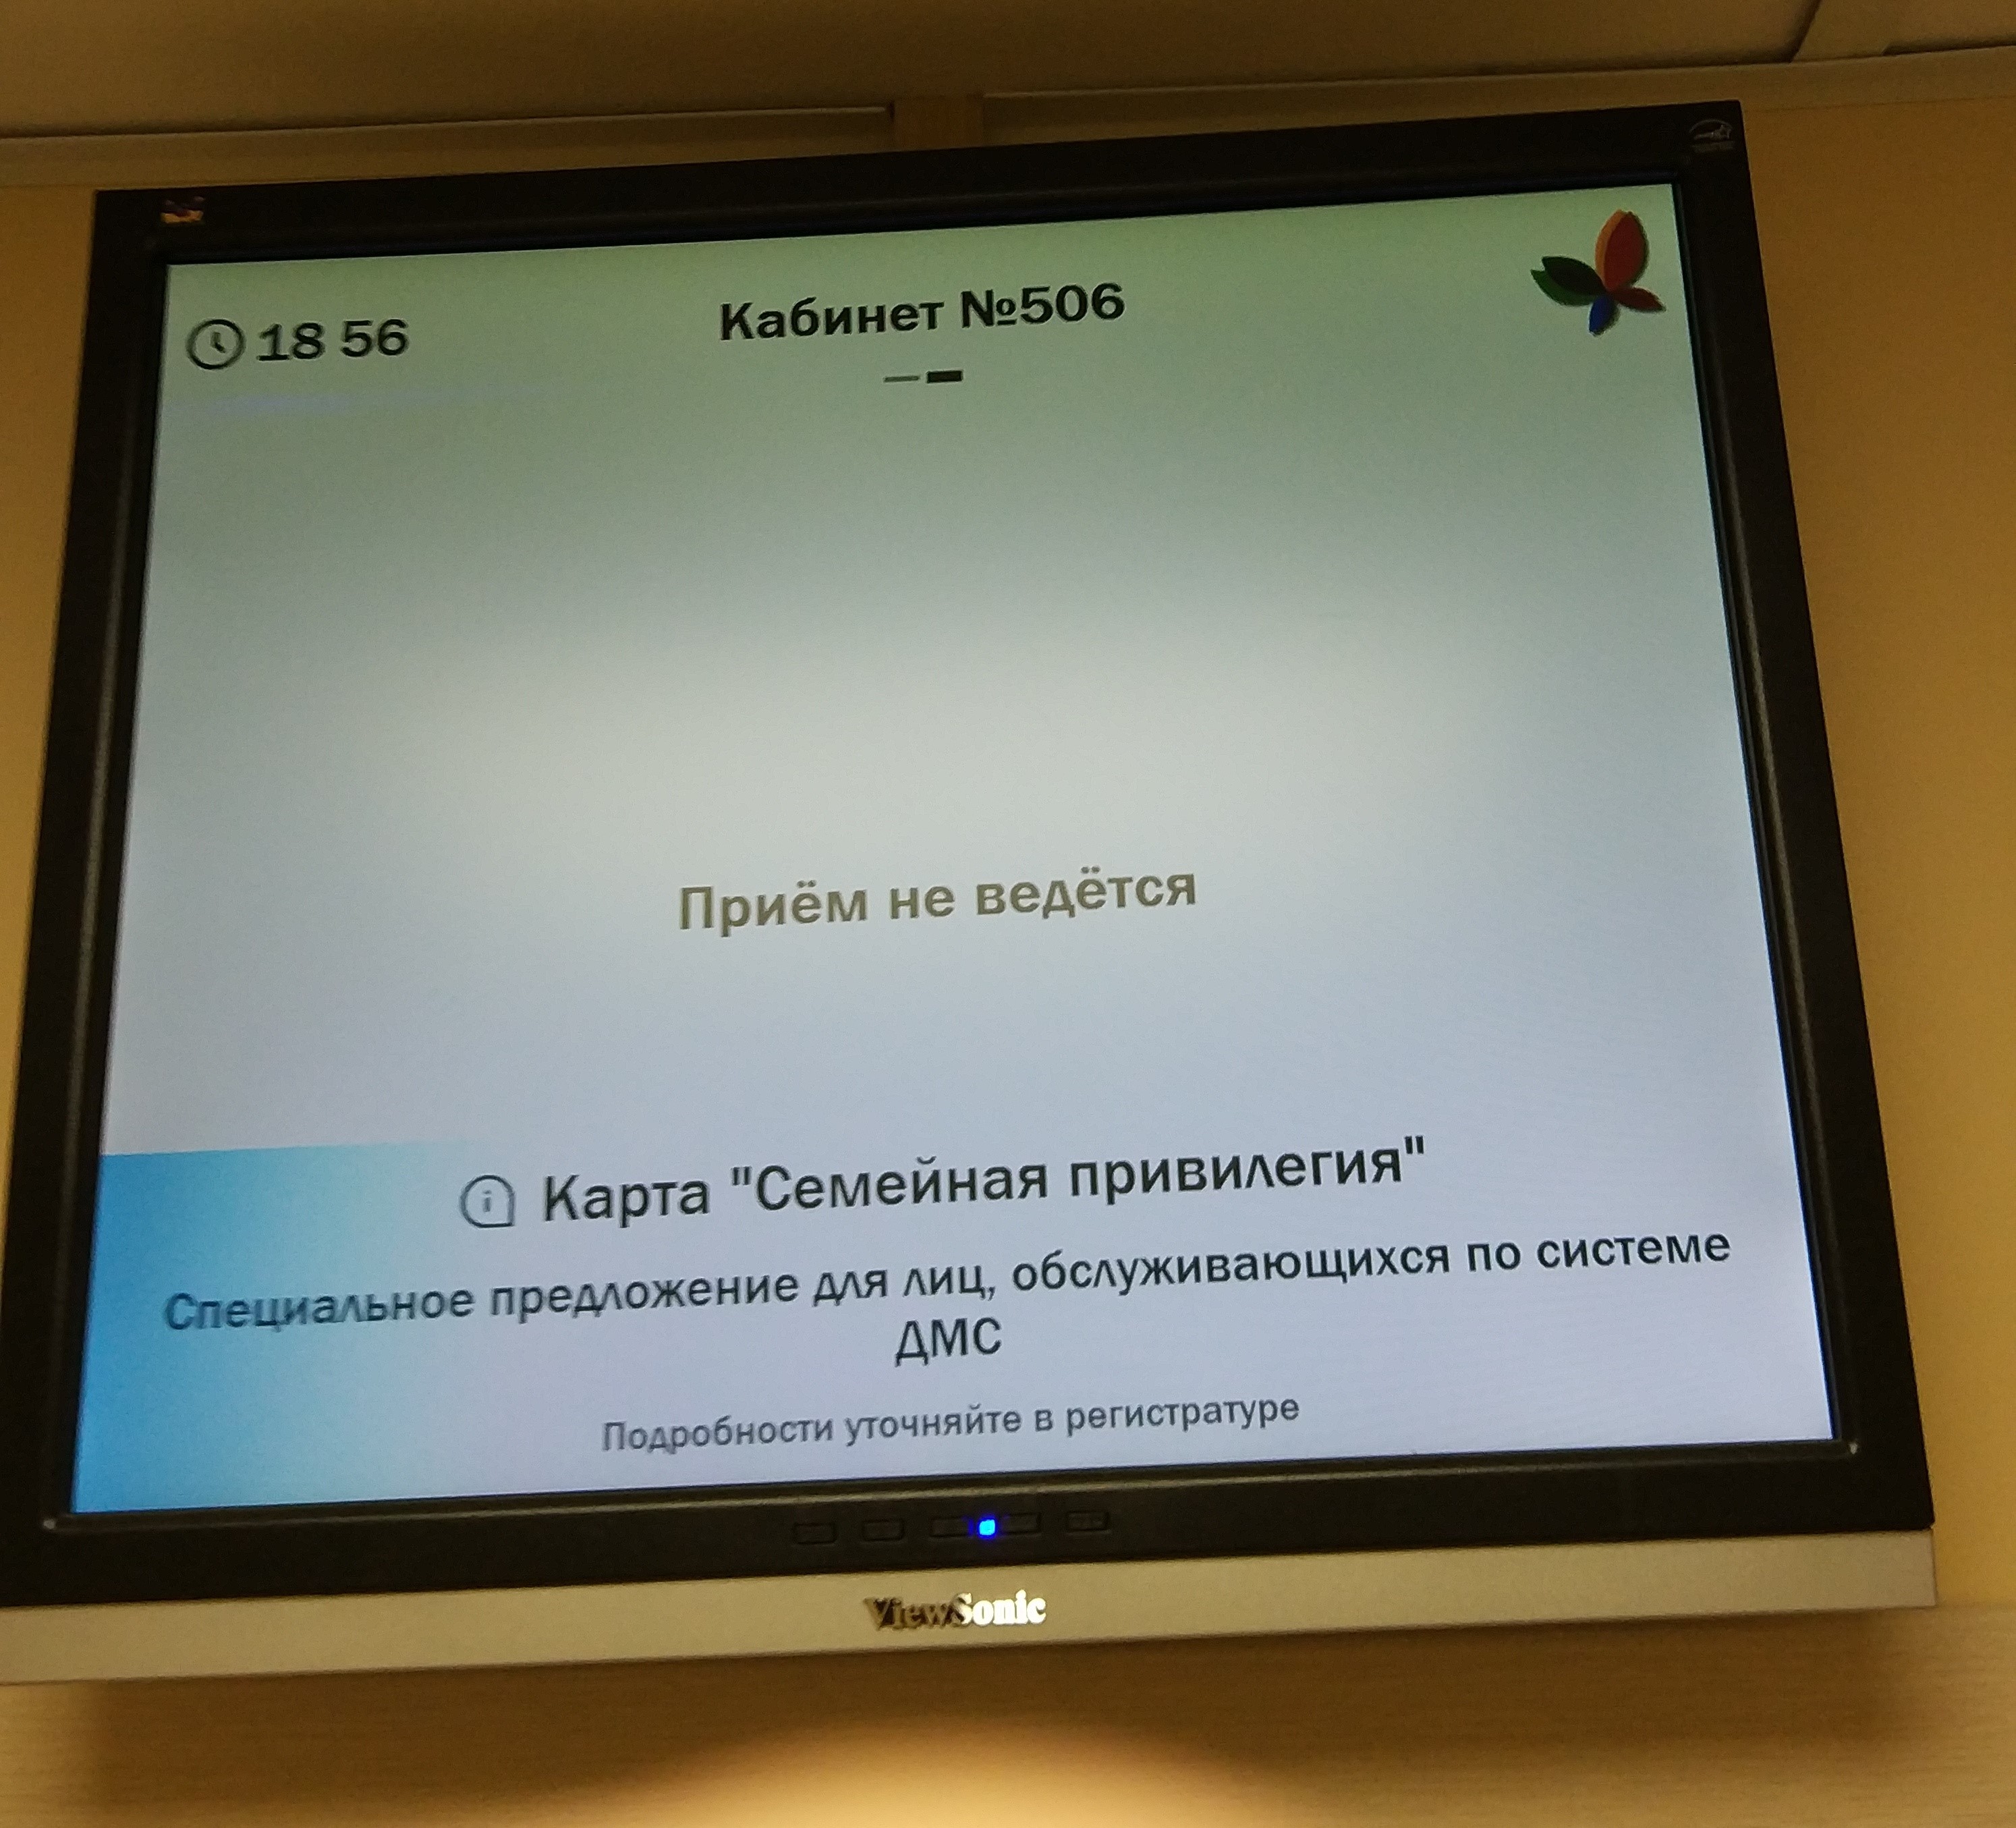 18 56
Кабинет №506
Приём не ведётся
Карта "Семейная привилегия"
Специальное предложение для лиц, обслуживающихся по системе
ДМС
Подробности уточняйте в регистратуре
ViewSonic